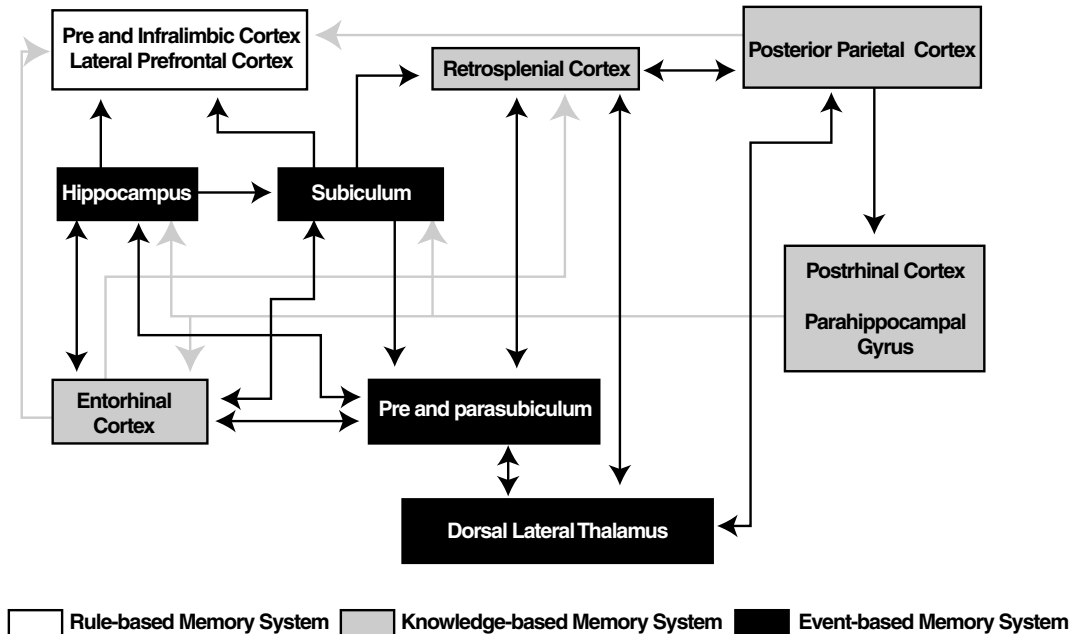 Pre and Infralimbic Cortex
Lateral Prefrontal Cortex
Retrosplenial Cortex
Posterior Parietal Cortex
Hippocampus
Subiculum
Postrhinal Cortex
Parahippocampal
Gyrus
Entorhinal
Cortex
Pre and parasubiculum
Dorsal Lateral Thalamus
Rule-based Memory System
Knowledge-based Memory System
Event-based Memory System